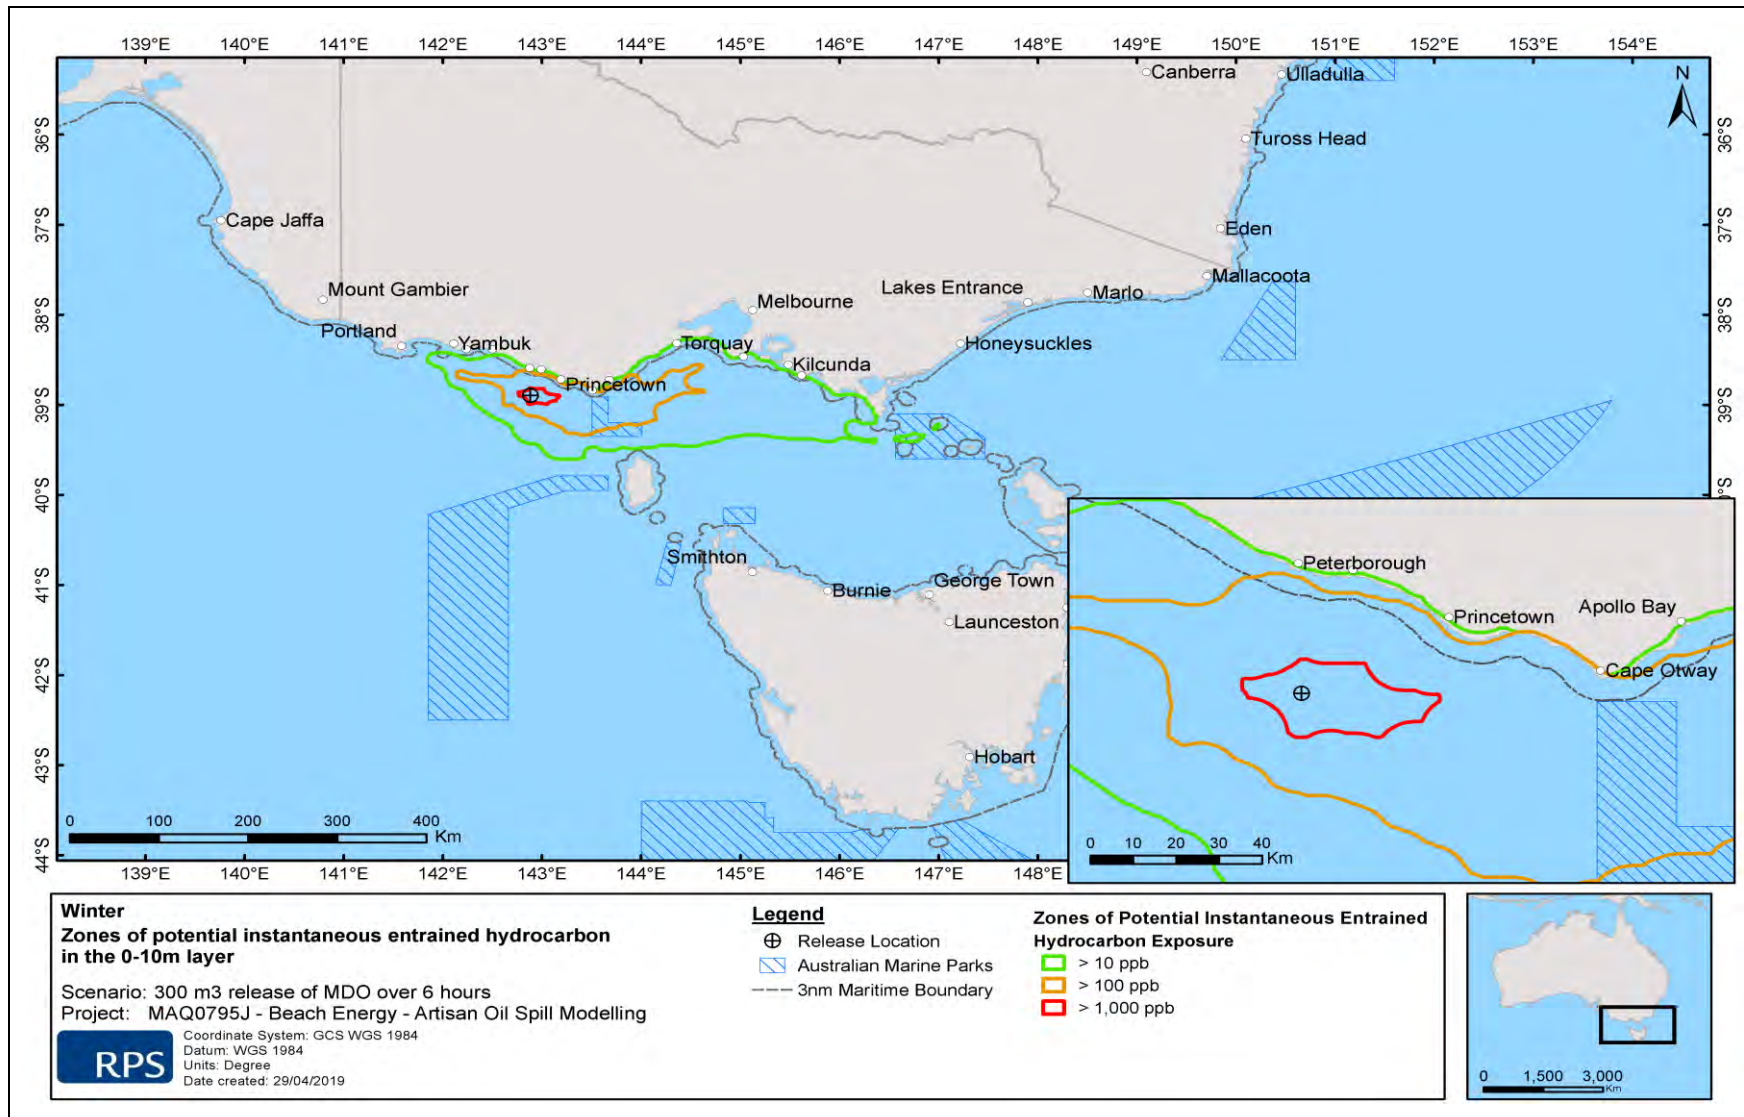 139°E 140°E 141°E 142°E 143°E 144°E 145°E 146°E 147°E 148°E 149°E 150°E 151°E 152°E 153°E 154°E
Canberra
Ulladulla
N
36°S
Tuross Head
36°S
37°S
Cape Jaffa
Eden
37°S
Mallacoota
Mount Gambier
Lakes Entrance
Marlo
Melbourne
38°S
38°S
Portland
Yambuk
Torquay
Honeysuckles
Kilcunda
Princetown
39°S
39°S
40°S
Peterborough
Smithton
41°S
Burnie
George Town
Launceston
Princetown
Apollo Bay
Cape Otway
42°S
43°S
Hobart
0 100 200 300 400
Km
0 10 20 30 40
Km
44°S
139°E 140°E 141°E 142°E 143°E 144°E 145°E 146°E 147°E 148°
Winter
Zones of potential instantaneous entrained hydrocarbon
in the 0-10m layer
Scenario: 300 m3 release of MDO over 6 hours
Project: MAQ0795J - Beach Energy - Artisan Oil Spill Modelling
RPS
Coordinate System: GCS WGS 1984
Datum: WGS 1984
Units: Degree
Date created: 29/04/2019
Legend
Release Location
Australian Marine Parks
3nm Maritime Boundary
Zones of Potential Instantaneous Entrained
Hydrocarbon Exposure
> 10 ppb
> 100 ppb
> 1,000 ppb
0 1,500 3,000
Km